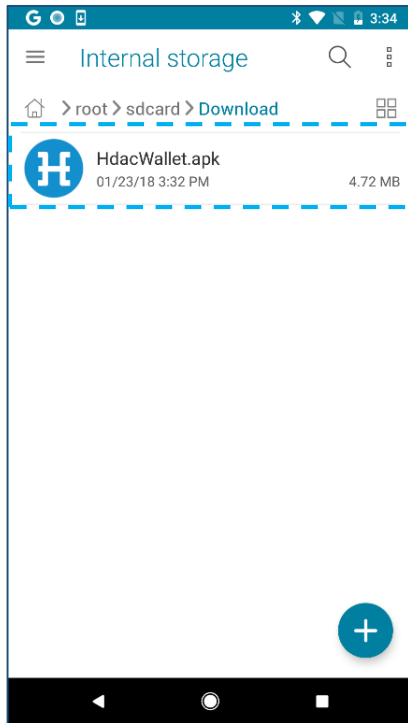 G 3:34
Internal storage
root sdcard Download
HdacWallet.apk
01/23/18 3:32 PM 4.72 MB